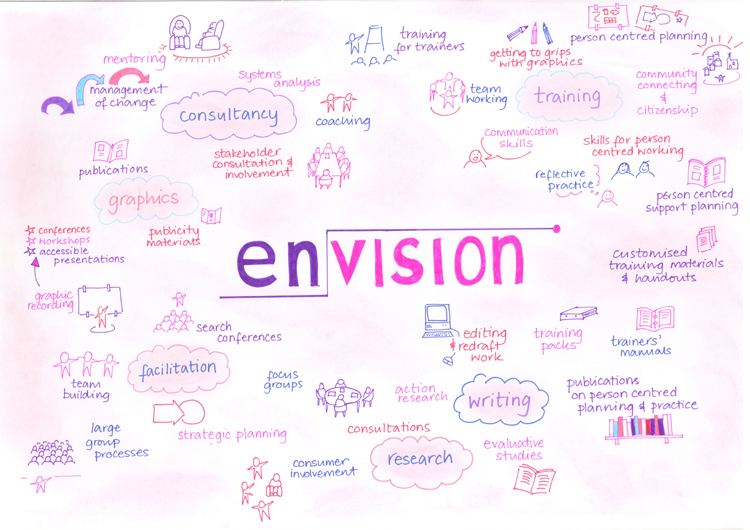 mentoring
management
of change
systems
analysis
consultancy
coaching
stakeholder
consultation &
involvement
publications
graphics
publicity
materials
conferences
workshops
accessible
presentations
graphic
recording
training
for trainers
getting to grips
with graphics
person centred planning
team
working
training
community
connecting
&
citizenship
communication
skills
skills for person
centred working
reflective
practice
person centred
support planning
envision
customised
training materials
& handouts
search
conferences
facilitation
team
building
large
group
processes
strategic planning
focus
groups
consumer
involvement
consultations
research
evaluative
studies
action
research
writing
editing
& redraft
work
training
packs
trainers'
manuals
publications
on person centred
planning & practice